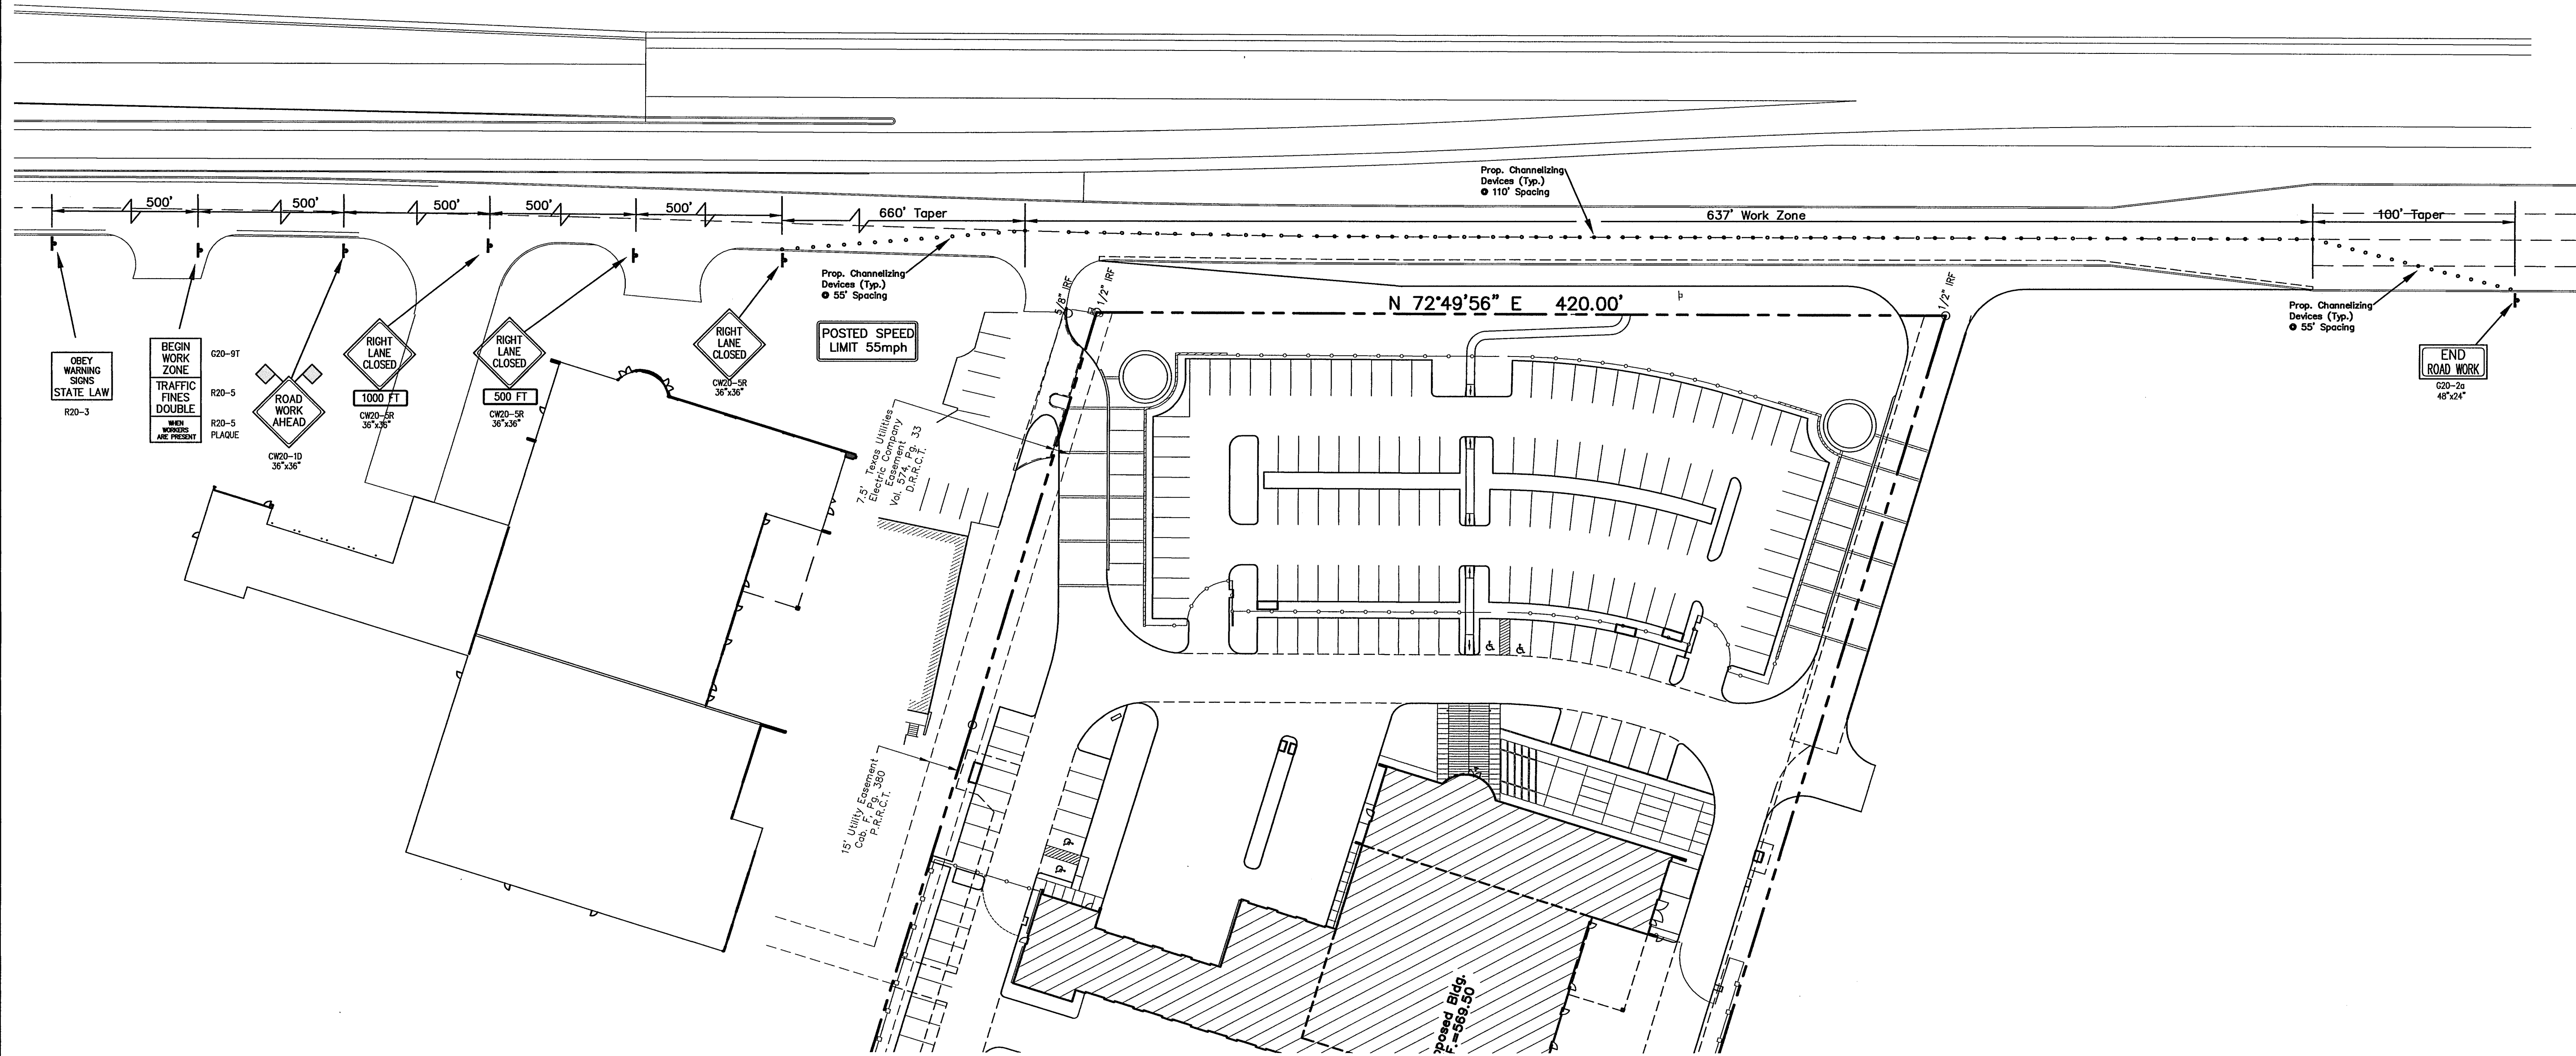 Prop. Channelizing
Devices (Typ.)
@ 110' Spacing
500'
500'
500'
500'
500'
660' Taper
637' Work Zone
100' Taper
Prop. Channelizing
Devices (Typ.)
@ 55' Spacing
POSTED SPEED
LIMIT 55mph
5/8" IRF
1/2" IRF
N 72°49'56" E 420.00'
1/2" IRF
Prop. Channelizing
Devices (Typ.)
@ 55' Spacing
OBEY
WARNING
SIGNS
STATE LAW
R20-3
BEGIN
WORK
ZONE
G20-9T
TRAFFIC
FINES
DOUBLE
R20-5
WHEN
WORKERS
ARE PRESENT
R20-5
PLAQUE
ROAD
WORK
AHEAD
CW20-1D
36"x36"
RIGHT
LANE
CLOSED
1000 FT
CW20-5R
36"x36"
RIGHT
LANE
CLOSED
500 FT
CW20-5R
36"x36"
RIGHT
LANE
CLOSED
CW20-5R
36"x36"
END
ROAD WORK
G20-2a
48"x24"
7.5' Texas Utilities
Electric Company
Easement
Vol. 574, Pg. 33
D.R.R.C.T.
15' Utility Easement
Cab. F, Pg. 380
P.R.R.C.T.
posed Bldg.
F.=569.50